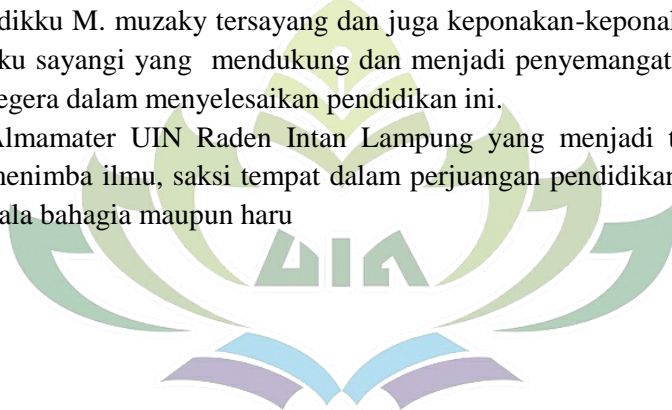 dikku M. muzaky tersayang dan juga keponakan-keponak
ku sayangi yang mendukung dan menjadi penyemangat
egera dalam menyelesaikan pendidikan ini.
Almamater UIN Raden Intan Lampung yang menjadi t
menimba ilmu, saksi tempat dalam perjuangan pendidikan
ala bahagia maupun haru
UIN